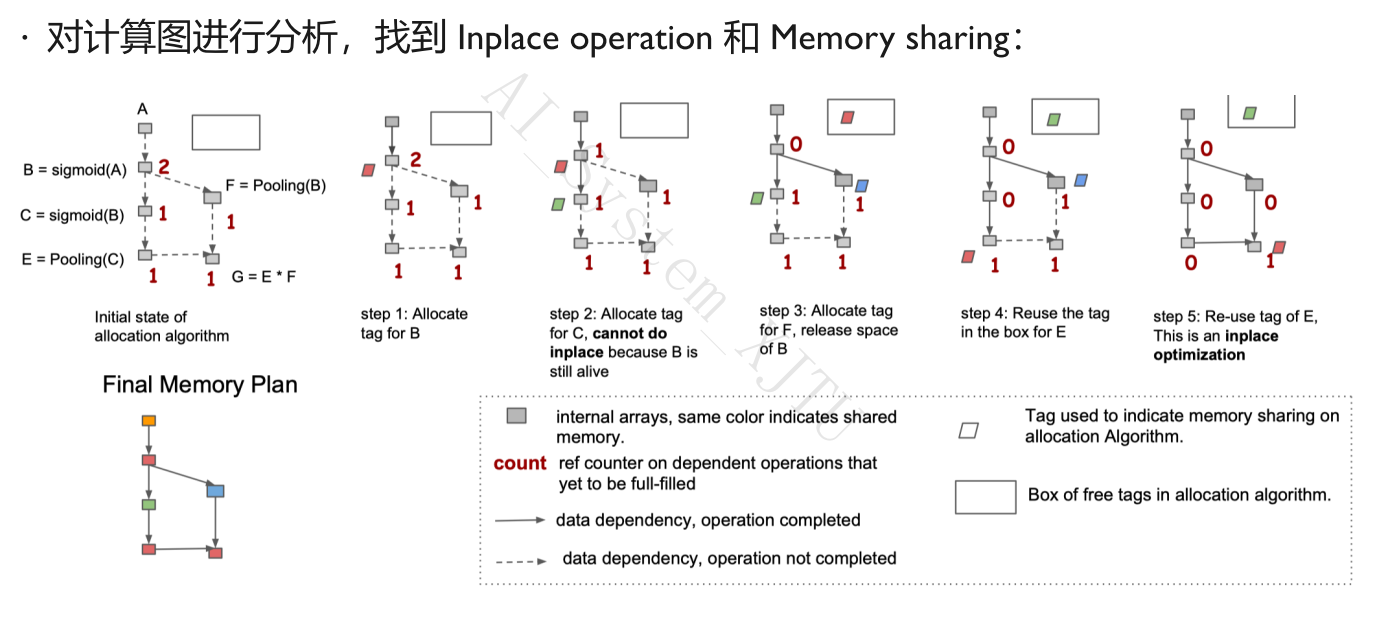 · 对计算图进行分析，找到 Inplace operation 和 Memory sharing：
A
B = sigmoid(A)
2
F = Pooling(B)
C = sigmoid(B)
1
1
E = Pooling(C)
1
1
G = E * F
Initial state of
allocation algorithm
2
1
1
1
1
step 1: Allocate
tag for B
1
1
1
1
1
step 2: Allocate tag
for C, cannot do
inplace because B is
still alive
0
1
1
1
1
step 3: Allocate tag
for F, release space
of B
0
0
1
1
1
step 4: Reuse the tag
in the box for E
0
0
0
0
1
step 5: Re-use tag of E,
This is an inplace
optimization
Final Memory Plan
internal arrays, same color indicates shared
memory.
count ref counter on dependent operations that
yet to be full-filled
data dependency, operation completed
data dependency, operation not completed
Tag used to indicate memory sharing on
allocation Algorithm.
Box of free tags in allocation algorithm.
AI_System_XJTU